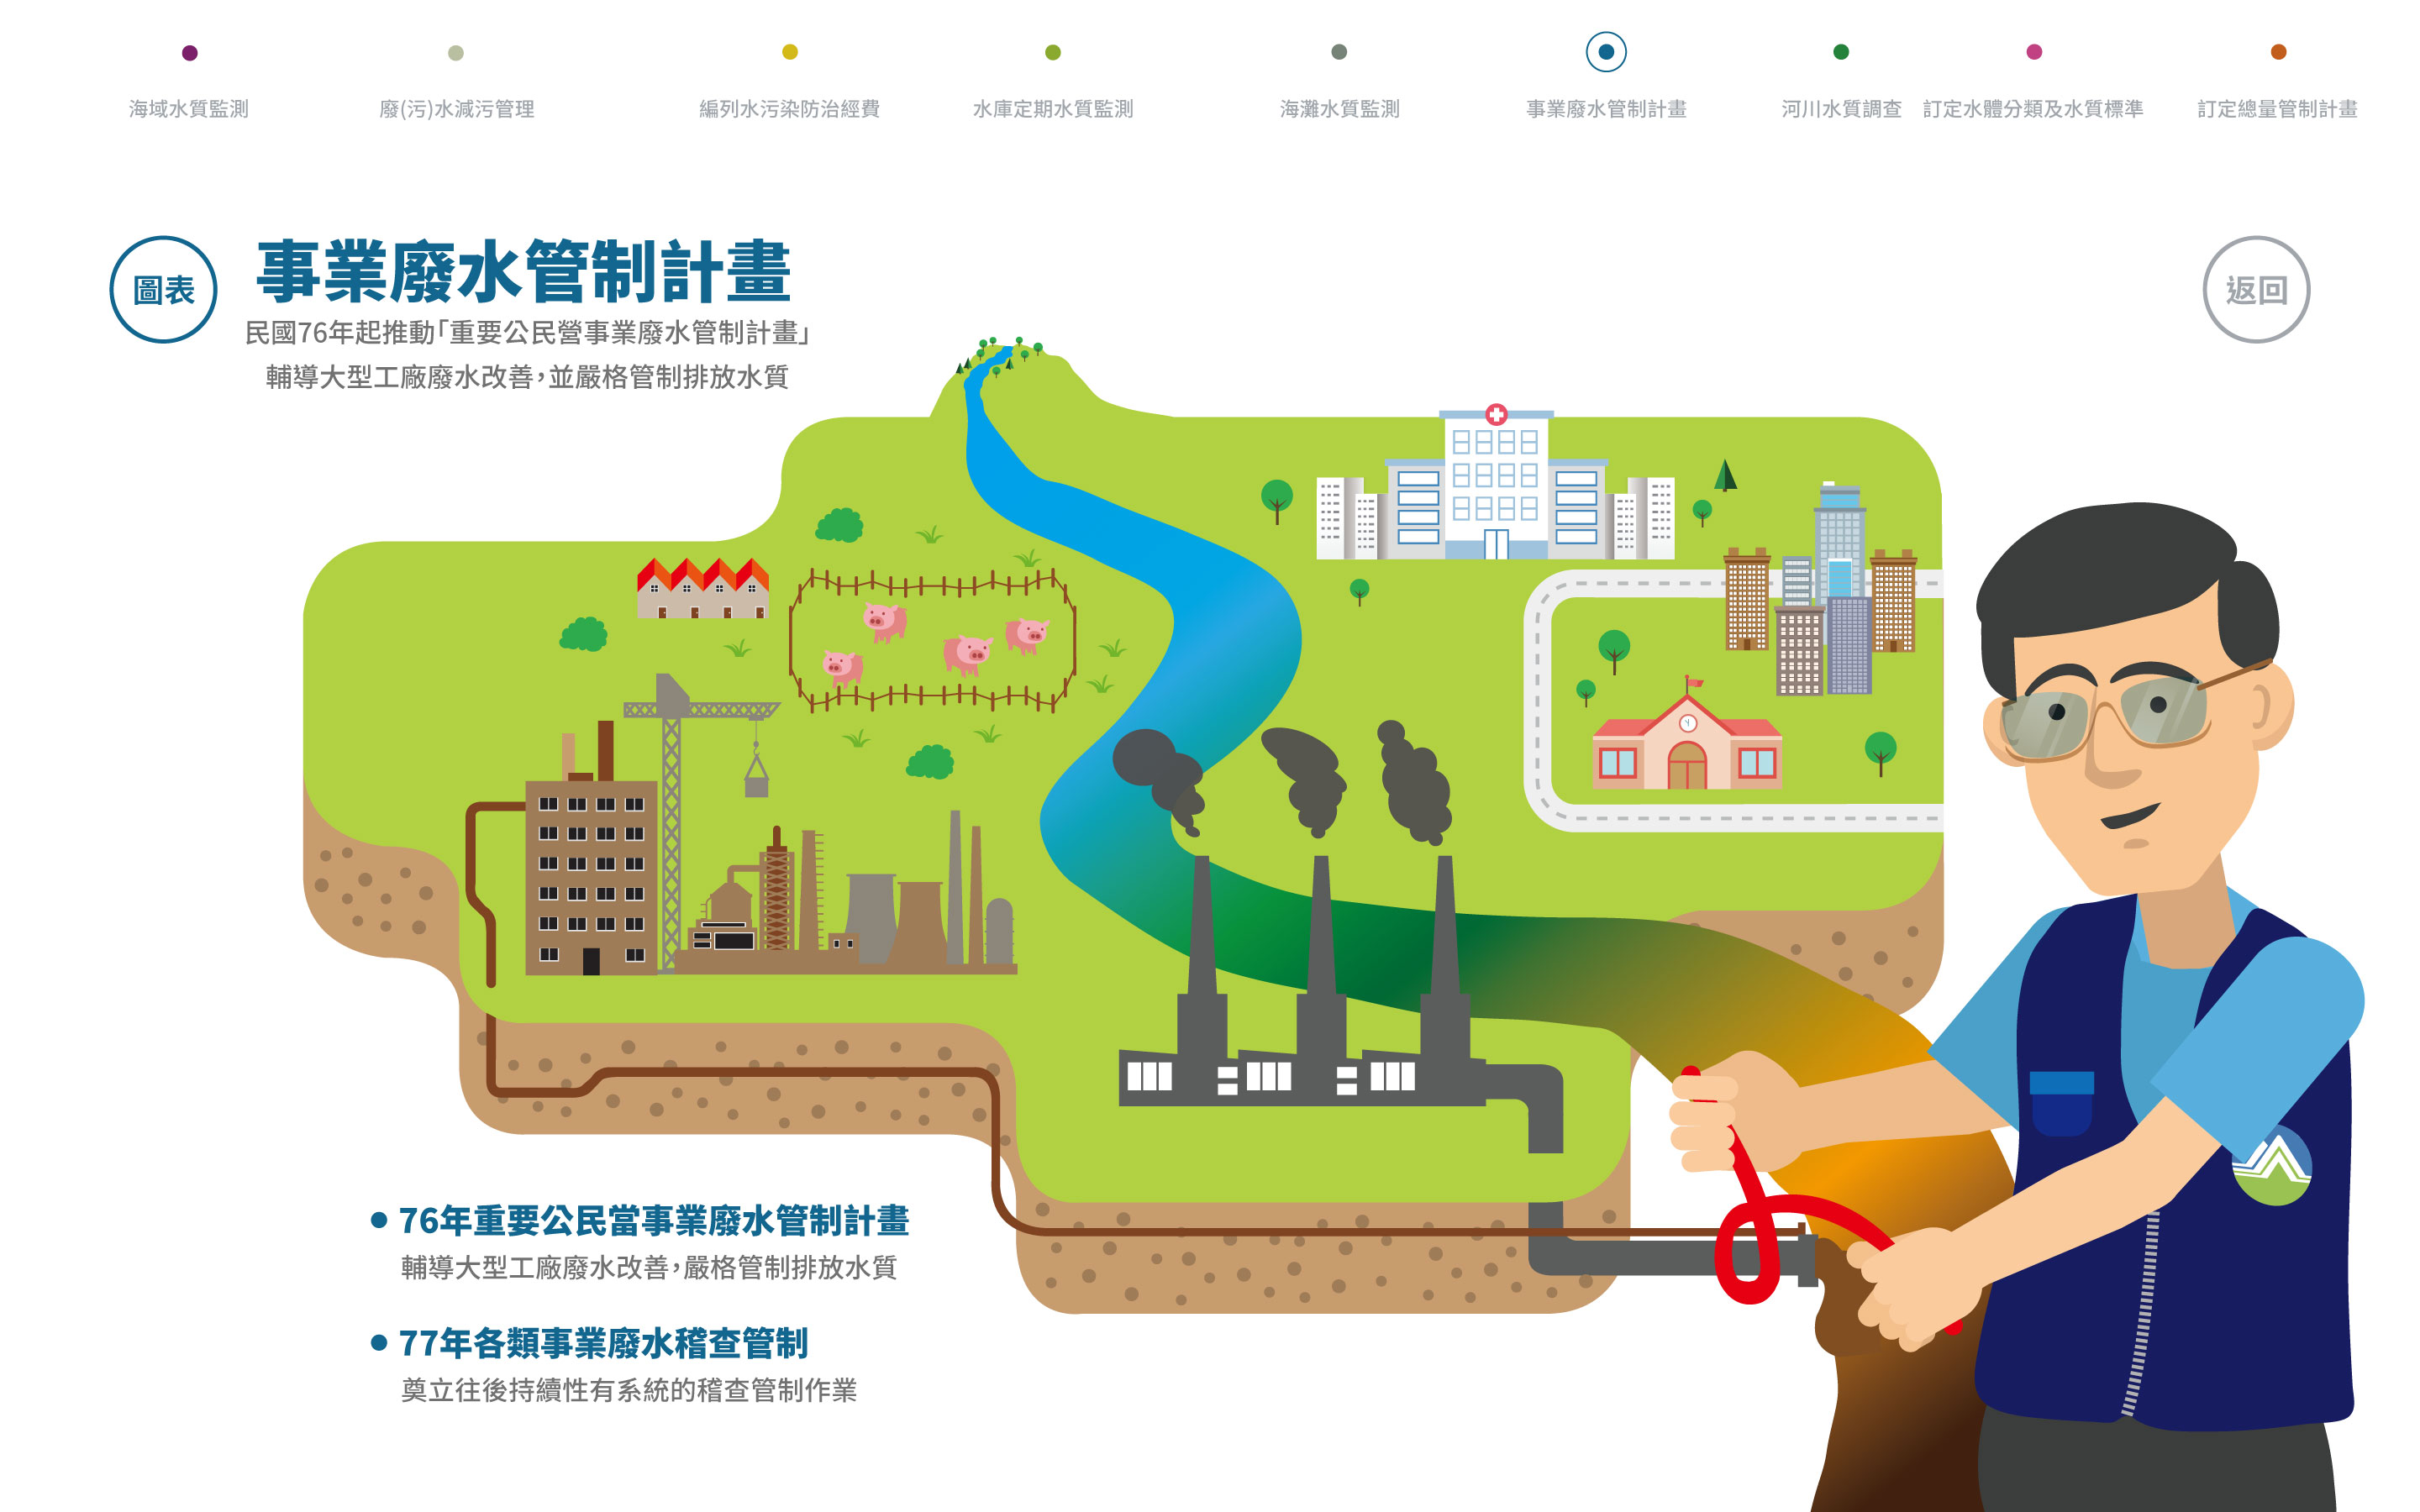 海域水質監測
廢(污)水減污管理
編列水污染防治經費
水庫定期水質監測
海灘水質監測
事業廢水管制計畫
河川水質調查
訂定水體分類及水質標準
訂定總量管制計畫
圖表
事業廢水管制計畫
返回
民國76年起推動「重要公民營事業廢水管制計畫」
輔導大型工廠廢水改善，並嚴格管制排放水質
76年重要公民當事業廢水管制計畫
輔導大型工廠廢水改善，嚴格管制排放水質
77年各類事業廢水稽查管制
奠立往後持續性有系統的稽查管制作業